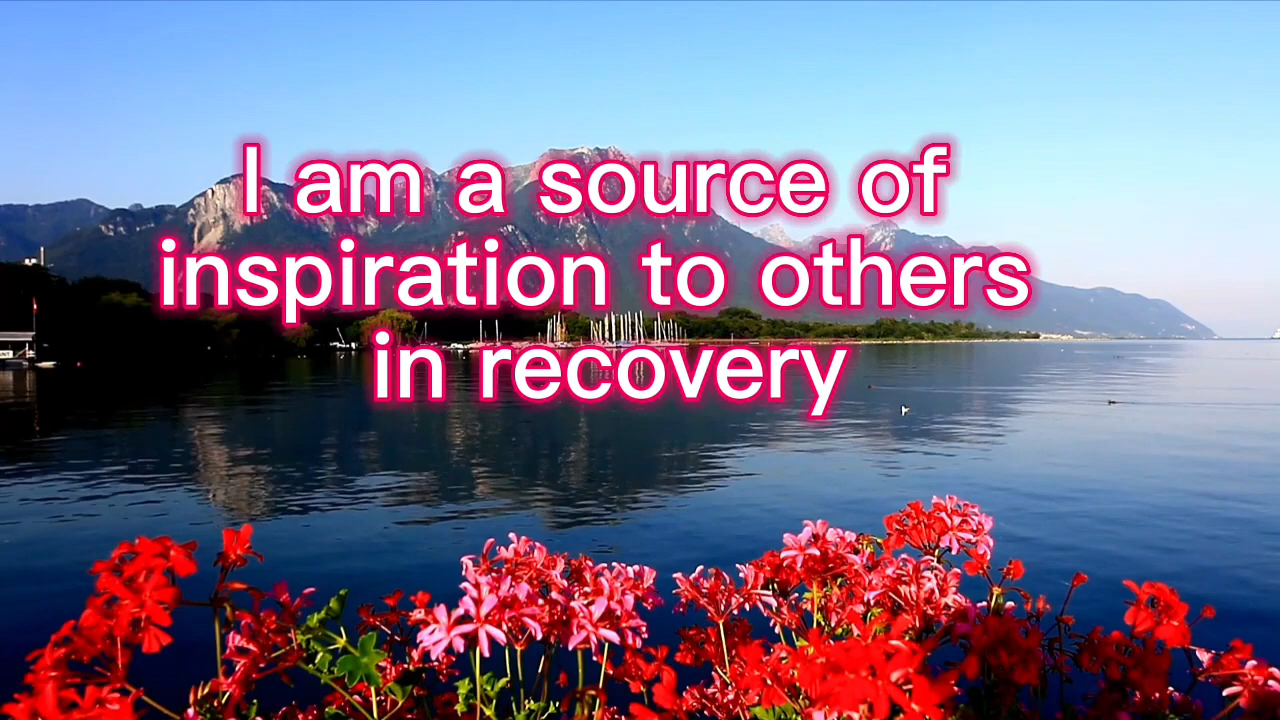 I am a source of
inspiration to others
in recovery